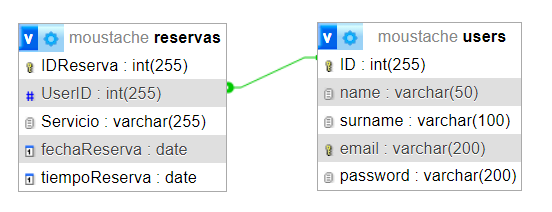 v moustache reservas
IDReserva : int(255)
# UserID : int(255)
Servicio : varchar(255)
fechaReserva : date
tiempoReserva : date
v moustache users
ID : int(255)
name : varchar(50)
surname : varchar(100)
email : varchar(200)
password : varchar(200)